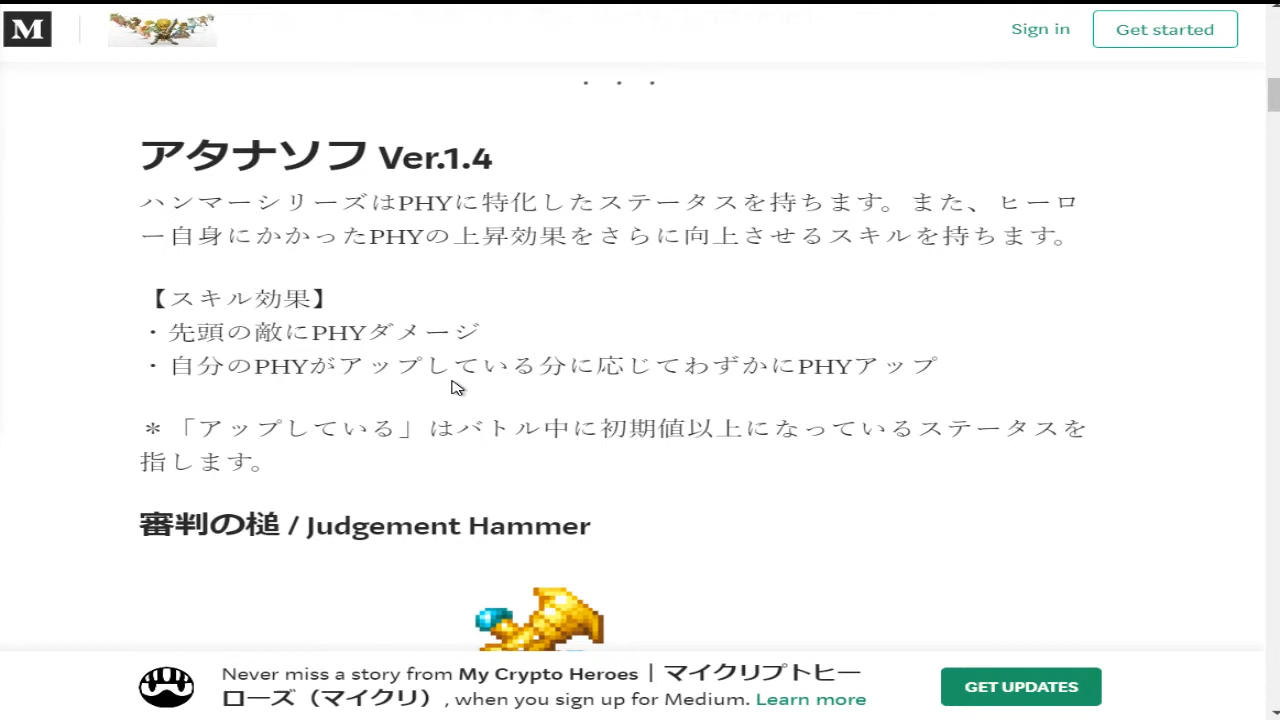 M
Sign in
Get started
. . .
アタナソフ Ver.1.4
ハンマーシリーズはPHYに特化したステータスを持ちます。また、ヒーロ
ー自身にかかったPHYの上昇効果をさらに向上させるスキルを持ちます。
【スキル効果】
・先頭の敵にPHYダメージ
・自分のPHYがアップしている分に応じてわずかにPHYアップ
＊「アップしている」はバトル中に初期値以上になっているステータスを
指します。
審判の槌 / Judgement Hammer
Never miss a story from My Crypto Heroes｜マイクリプトヒー
ローズ（マイクリ）, when you sign up for Medium. Learn more
GET UPDATES